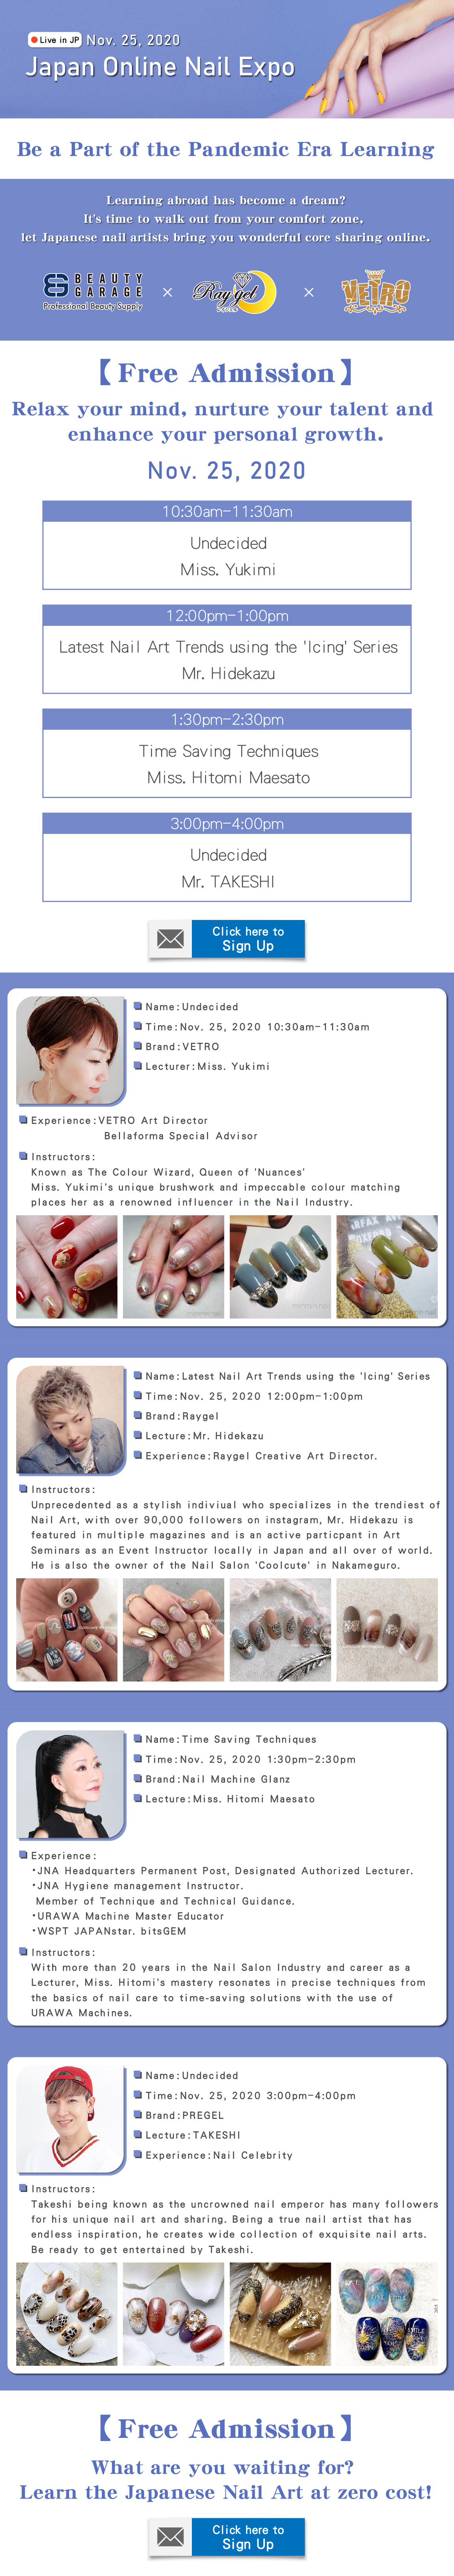 Live in JP Nov. 25, 2020
Japan Online Nail Expo
Be a Part of the Pandemic Era Learning
Learning abroad has become a dream?
It's time to walk out from your comfort zone,
let Japanese nail artists bring you wonderful core sharing online.
BEAUTY GARAGE
Professional Beauty Supply
×
Raygel
×
VETRO
【Free Admission】
Relax your mind, nurture your talent and
enhance your personal growth.
Nov. 25, 2020
10:30am-11:30am
Undecided
Miss. Yukimi
12:00pm-1:00pm
Latest Nail Art Trends using the 'Icing' Series
Mr. Hidekazu
1:30pm-2:30pm
Time Saving Techniques
Miss. Hitomi Maesato
3:00pm-4:00pm
Undecided
Mr. TAKESHI
Click here to
Sign Up
Name:Undecided
Time:Nov. 25, 2020 10:30am-11:30am
Brand:VETRO
Lecturer:Miss. Yukimi
Experience:VETRO Art Director
Bellaforma Special Advisor
Instructors:
Known as The Colour Wizard, Queen of 'Nuances'
Miss. Yukimi's unique brushwork and impeccable colour matching
places her as a renowned influencer in the Nail Industry.
Name:Latest Nail Art Trends using the 'Icing' Series
Time:Nov. 25, 2020 12:00pm-1:00pm
Brand:Raygel
Lecture:Mr. Hidekazu
Experience:Raygel Creative Art Director.
Instructors:
Unprecedented as a stylish indiviual who specializes in the trendiest of
Nail Art, with over 90,000 followers on instagram, Mr. Hidekazu is
featured in multiple magazines and is an active particpant in Art
Seminars as an Event Instructor locally in Japan and all over of world.
He is also the owner of the Nail Salon 'Coolcute' in Nakameguro.
Name:Time Saving Techniques
Time:Nov. 25, 2020 1:30pm-2:30pm
Brand:Nail Machine Glanz
Lecture:Miss. Hitomi Maesato
Experience:
・JNA Headquarters Permanent Post, Designated Authorized Lecturer.
・JNA Hygiene management Instructor.
Member of Technique and Technical Guidance.
・URAWA Machine Master Educator
・WSPT JAPANstar. bitsGEM
Instructors:
With more than 20 years in the Nail Salon Industry and career as a
Lecturer, Miss. Hitomi's mastery resonates in precise techniques from
the basics of nail care to time-saving solutions with the use of
URAWA Machines.
Name:Undecided
Time:Nov. 25, 2020 3:00pm-4:00pm
Brand:PREGEL
Lecture:TAKESHI
Experience:Nail Celebrity
Instructors:
Takeshi being known as the uncrowned nail emperor has many followers
for his unique nail art and sharing. Being a true nail artist that has
endless inspiration, he creates wide collection of exquisite nail arts.
Be ready to get entertained by Takeshi.
【Free Admission】
What are you waiting for?
Learn the Japanese Nail Art at zero cost!
Click here to
Sign Up